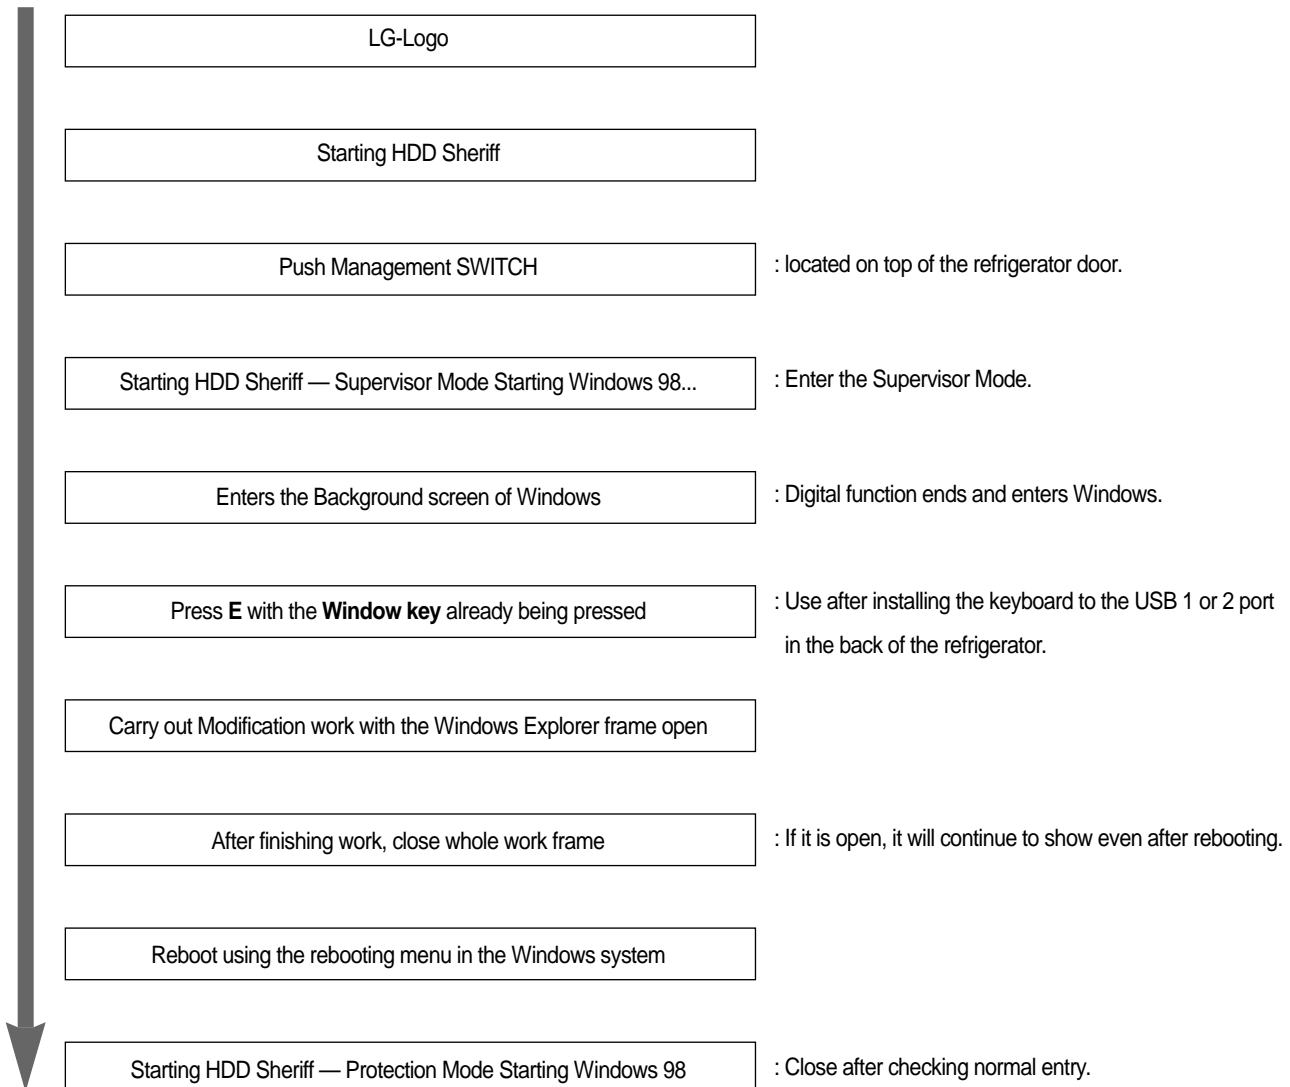 LG-Logo
Starting HDD Sheriff
Push Management SWITCH
: located on top of the refrigerator door.
Starting HDD Sheriff — Supervisor Mode Starting Windows 98...
: Enter the Supervisor Mode.
Enters the Background screen of Windows
: Digital function ends and enters Windows.
Press E with the Window key already being pressed
: Use after installing the keyboard to the USB 1 or 2 port
in the back of the refrigerator.
Carry out Modification work with the Windows Explorer frame open
After finishing work, close whole work frame
: If it is open, it will continue to show even after rebooting.
Reboot using the rebooting menu in the Windows system
Starting HDD Sheriff — Protection Mode Starting Windows 98
: Close after checking normal entry.